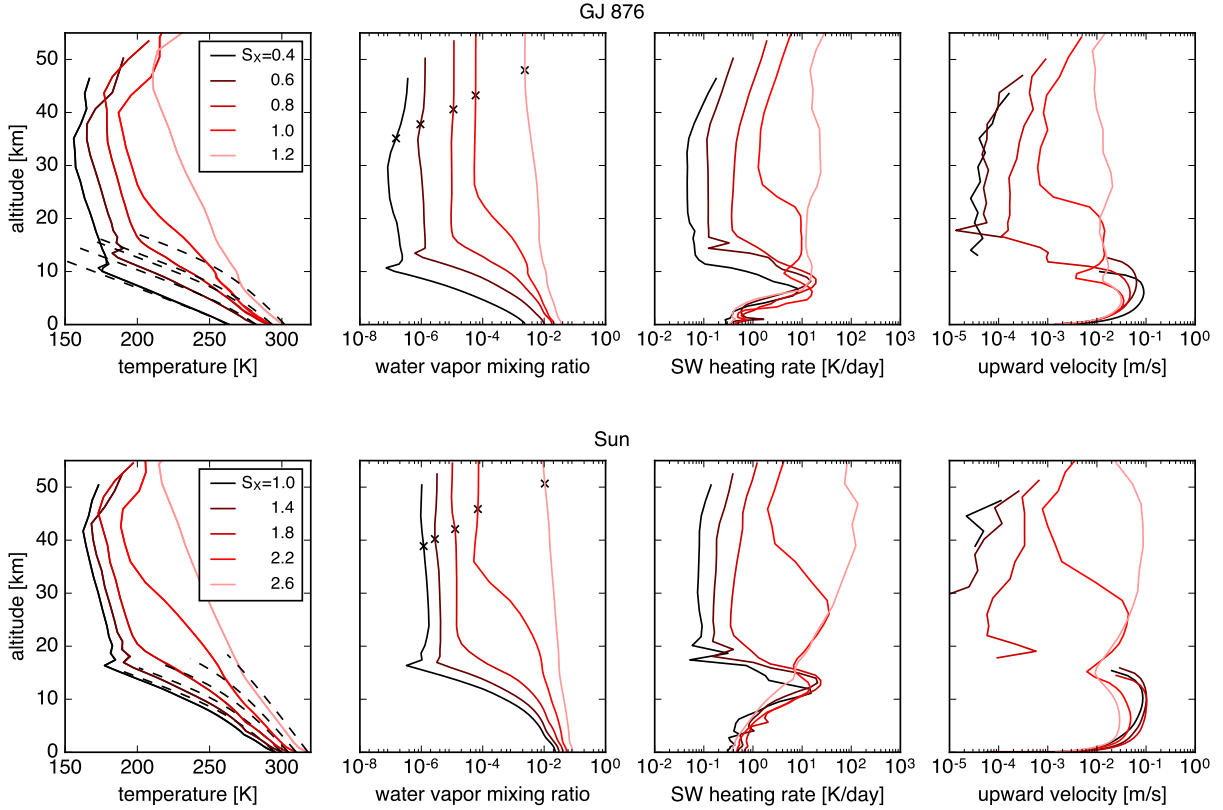 GJ 876
altitude [km]
50
40
30
20
10
0
S_X=0.4
0.6
0.8
1.0
1.2
150 200 250 300
temperature [K]
10^-8 10^-6 10^-4 10^-2 10^0
water vapor mixing ratio
10^-2 10^-1 10^0 10^1 10^2 10^3
SW heating rate [K/day]
10^-5 10^-4 10^-3 10^-2 10^-1 10^0
upward velocity [m/s]
Sun
altitude [km]
50
40
30
20
10
0
S_X=1.0
1.4
1.8
2.2
2.6
150 200 250 300
temperature [K]
10^-8 10^-6 10^-4 10^-2 10^0
water vapor mixing ratio
10^-2 10^-1 10^0 10^1 10^2 10^3
SW heating rate [K/day]
10^-5 10^-4 10^-3 10^-2 10^-1 10^0
upward velocity [m/s]